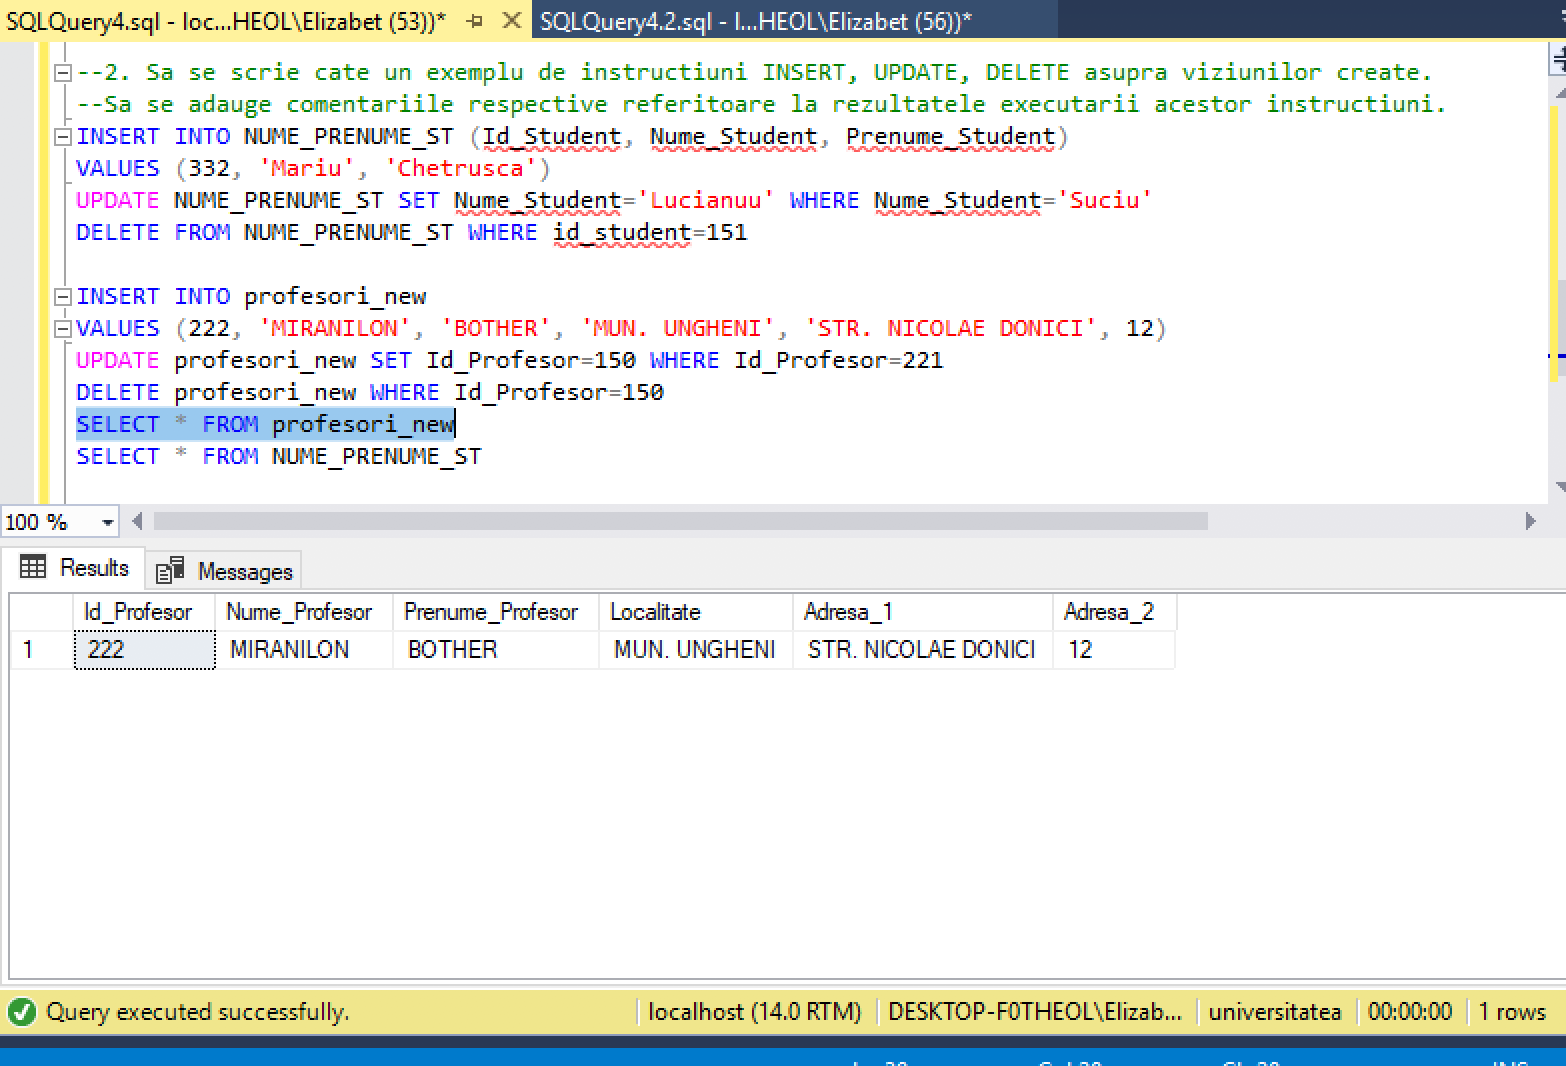 SQLQuery4.sql - loc...HEOL\Elizabet (53))* SQLQuery4.2.sql - l...HEOL\Elizabet (56))*
--2. Sa se scrie cate un exemplu de instructiuni INSERT, UPDATE, DELETE asupra viziunilor create.
--Sa se adauge comentariile respective referitoare la rezultatele executarii acestor instructiuni.
INSERT INTO NUME_PRENUME_ST (Id_Student, Nume_Student, Prenume_Student)
VALUES (332, 'Mariu', 'Chetrusca')
UPDATE NUME_PRENUME_ST SET Nume_Student='Lucianuu' WHERE Nume_Student='Suciu'
DELETE FROM NUME_PRENUME_ST WHERE id_student=151
INSERT INTO profesori_new
VALUES (222, 'MIRANILON', 'BOTHER', 'MUN. UNGHENI', 'STR. NICOLAE DONICI', 12)
UPDATE profesori_new SET Id_Profesor=150 WHERE Id_Profesor=221
DELETE profesori_new WHERE Id_Profesor=150
SELECT * FROM profesori_new
SELECT * FROM NUME_PRENUME_ST
100 %
Results Messages
Id_Profesor Nume_Profesor Prenume_Profesor Localitate Adresa_1 Adresa_2
1 222 MIRANILON BOTHER MUN. UNGHENI STR. NICOLAE DONICI 12
Query executed successfully. localhost (14.0 RTM) DESKTOP-F0THEOL\Elizab... universitatea 00:00:00 1 rows